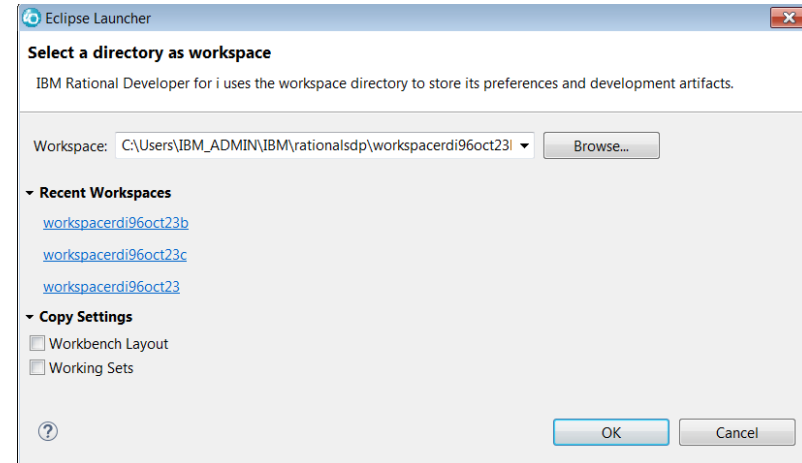 Eclipse Launcher
Select a directory as workspace
IBM Rational Developer for i uses the workspace directory to store its preferences and development artifacts.
Workspace: C:\Users\IBM_ADMIN\IBM\rationalsdp\workspacerdi96oct23 Browse...
Recent Workspaces
workspacerdi96oct23b
workspacerdi96oct23c
workspacerdi96oct23
Copy Settings
Workbench Layout
Working Sets
? OK Cancel